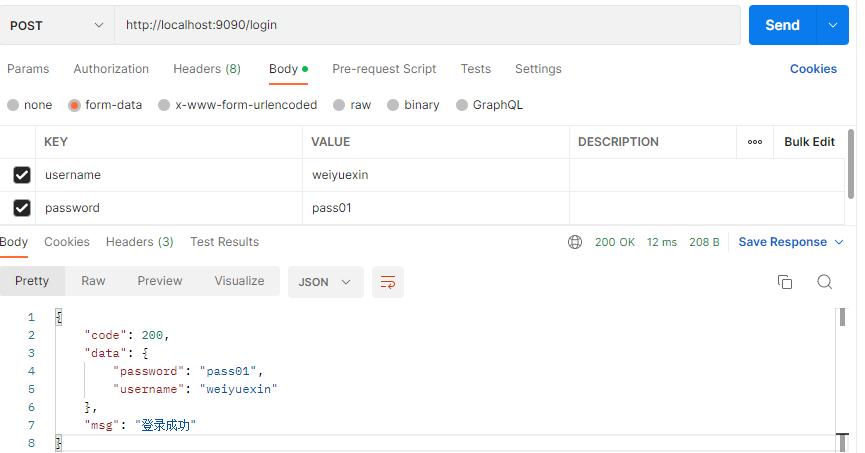 POST http://localhost:9090/login Send
Params Authorization Headers (8) Body Pre-request Script Tests Settings Cookies
none form-data x-www-form-urlencoded raw binary GraphQL
KEY VALUE DESCRIPTION ooo Bulk Edit
username weiyuexin
password pass01
Body Cookies Headers (3) Test Results 200 OK 12 ms 208 B Save Response
Pretty Raw Preview Visualize JSON
1 {
2 "code": 200,
3 "data": {
4 "password": "pass01",
5 "username": "weiyuexin"
6 },
7 "msg": "登录成功"
8 }